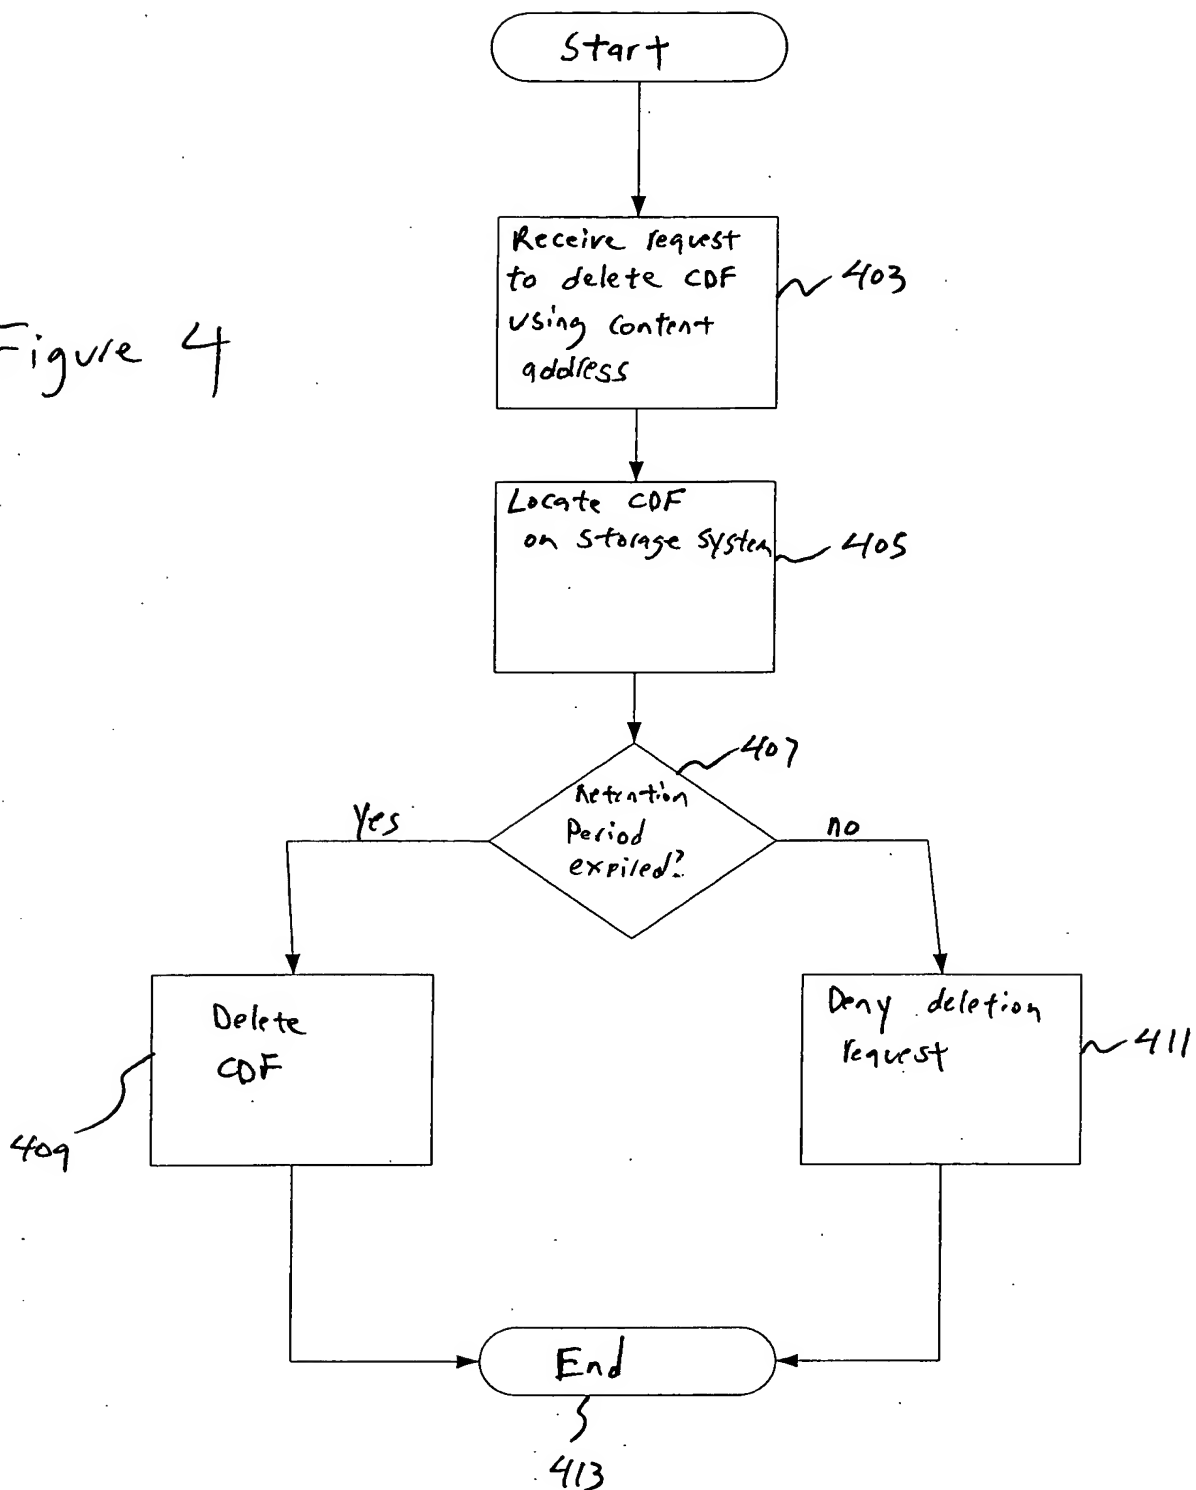 Start
Receive request
to delete CDF
using content
address
403
Figure 4
Locate CDF
on storage system
405
407
Retention
Period
expired?
Yes
no
Delete
CDF
409
Deny deletion
request
411
End
413